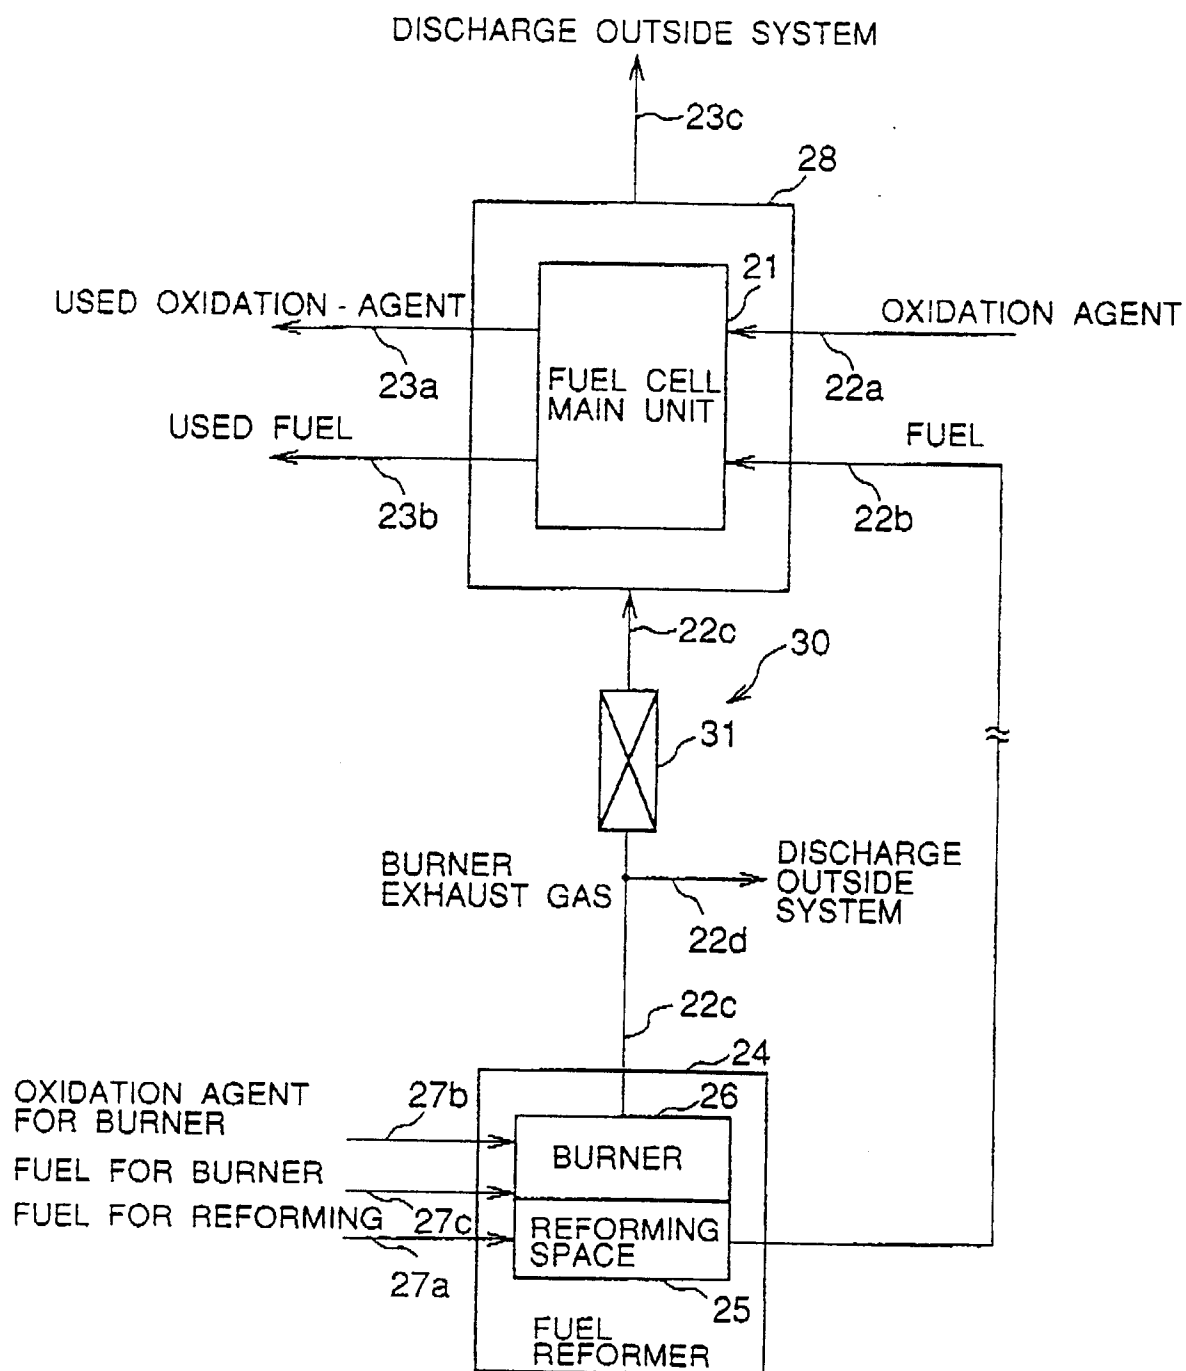 DISCHARGE OUTSIDE SYSTEM
23c
28
21
USED OXIDATION - AGENT
OXIDATION AGENT
23a
FUEL CELL
MAIN UNIT
22a
USED FUEL
FUEL
23b
22b
22c
30
31
BURNER
EXHAUST GAS
DISCHARGE
OUTSIDE
SYSTEM
22d
22c
24
OXIDATION AGENT
FOR BURNER
27b
26
BURNER
FUEL FOR BURNER
27c
FUEL FOR REFORMING
REFORMING
SPACE
27a
25
FUEL
REFORMER